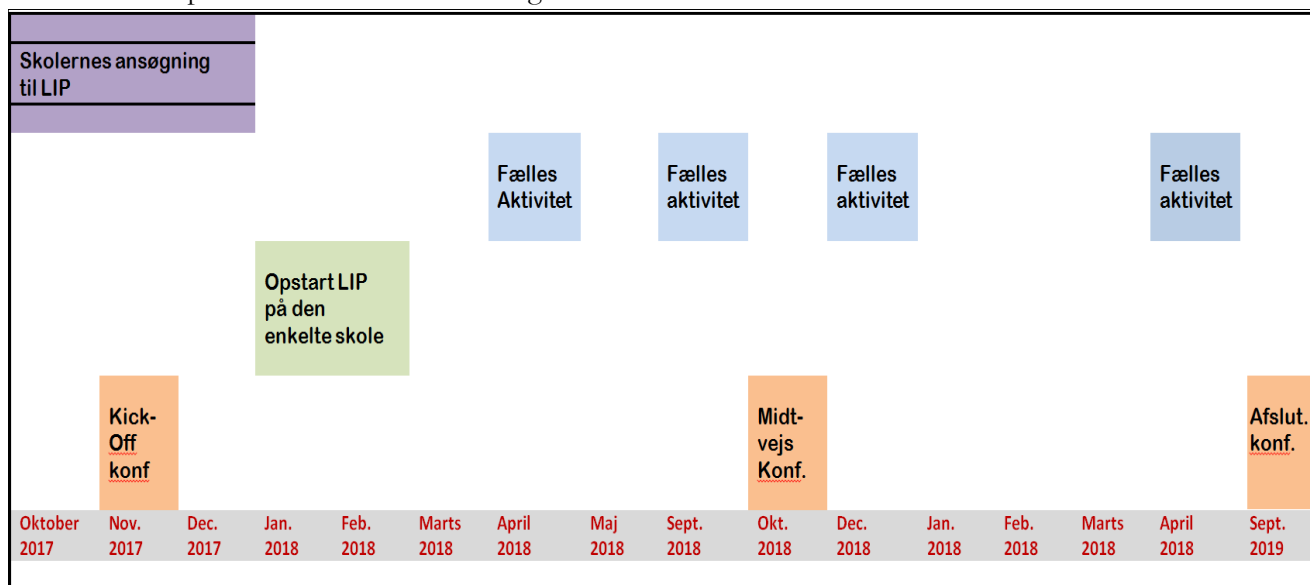 Skolernes ansøgning
til LIP
Fælles
Aktivitet
Fælles
aktivitet
Fælles
aktivitet
Fælles
aktivitet
Opstart LIP
på den
enkelte skole
Kick-
Off
konf
Midt-
vejs
Konf.
Afslut.
konf.
Oktober Nov. Dec. Jan. Feb. Marts April Maj Sept. Okt. Dec. Jan. Feb. Marts April Sept.
2017 2017 2017 2018 2018 2018 2018 2018 2018 2018 2018 2018 2018 2018 2018 2019